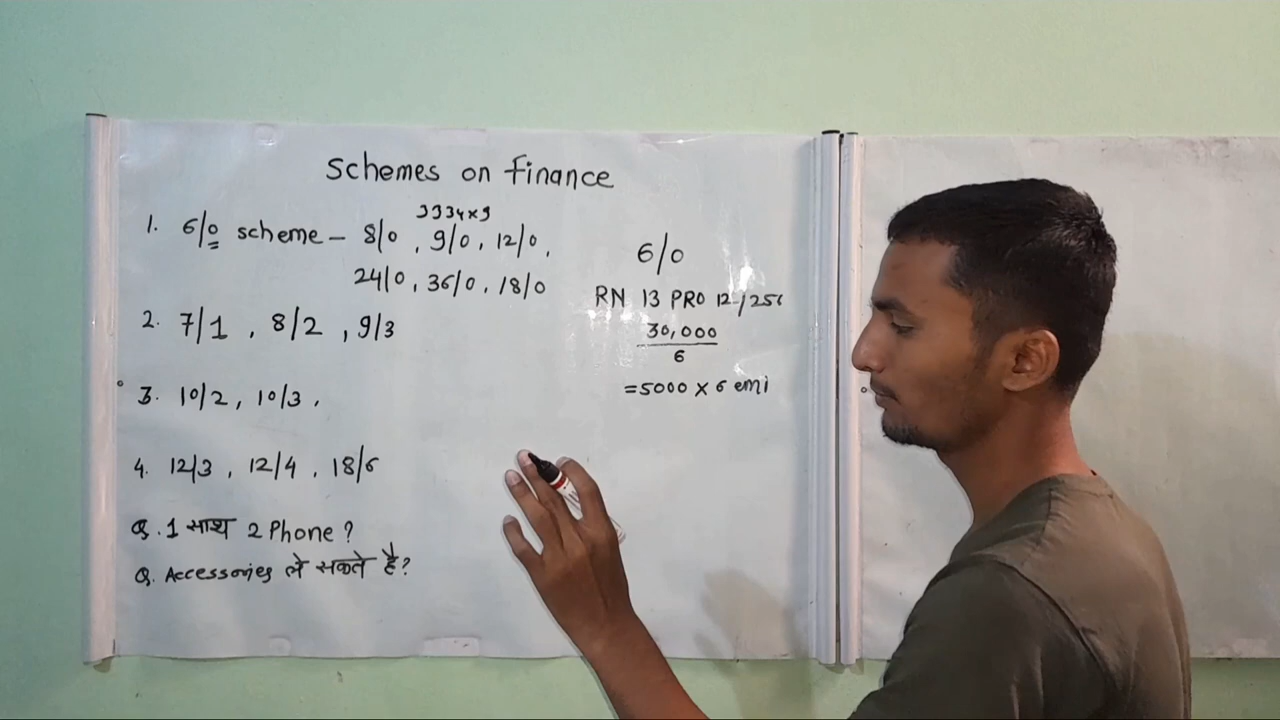 Schemes on Finance
3334x9
1. 6/0 scheme - 8/0, 9/0, 12/0,
24/0, 36/0, 18/0
2. 7/1, 8/2, 9/3
3. 10/2, 10/3,
4. 12/3, 12/4, 18/6
Q. 1 साथ 2 Phone?
Q. Accessories ले सकते है?
6/0
RN 13 PRO 12/256
30,000
6
=5000 x 6 emi